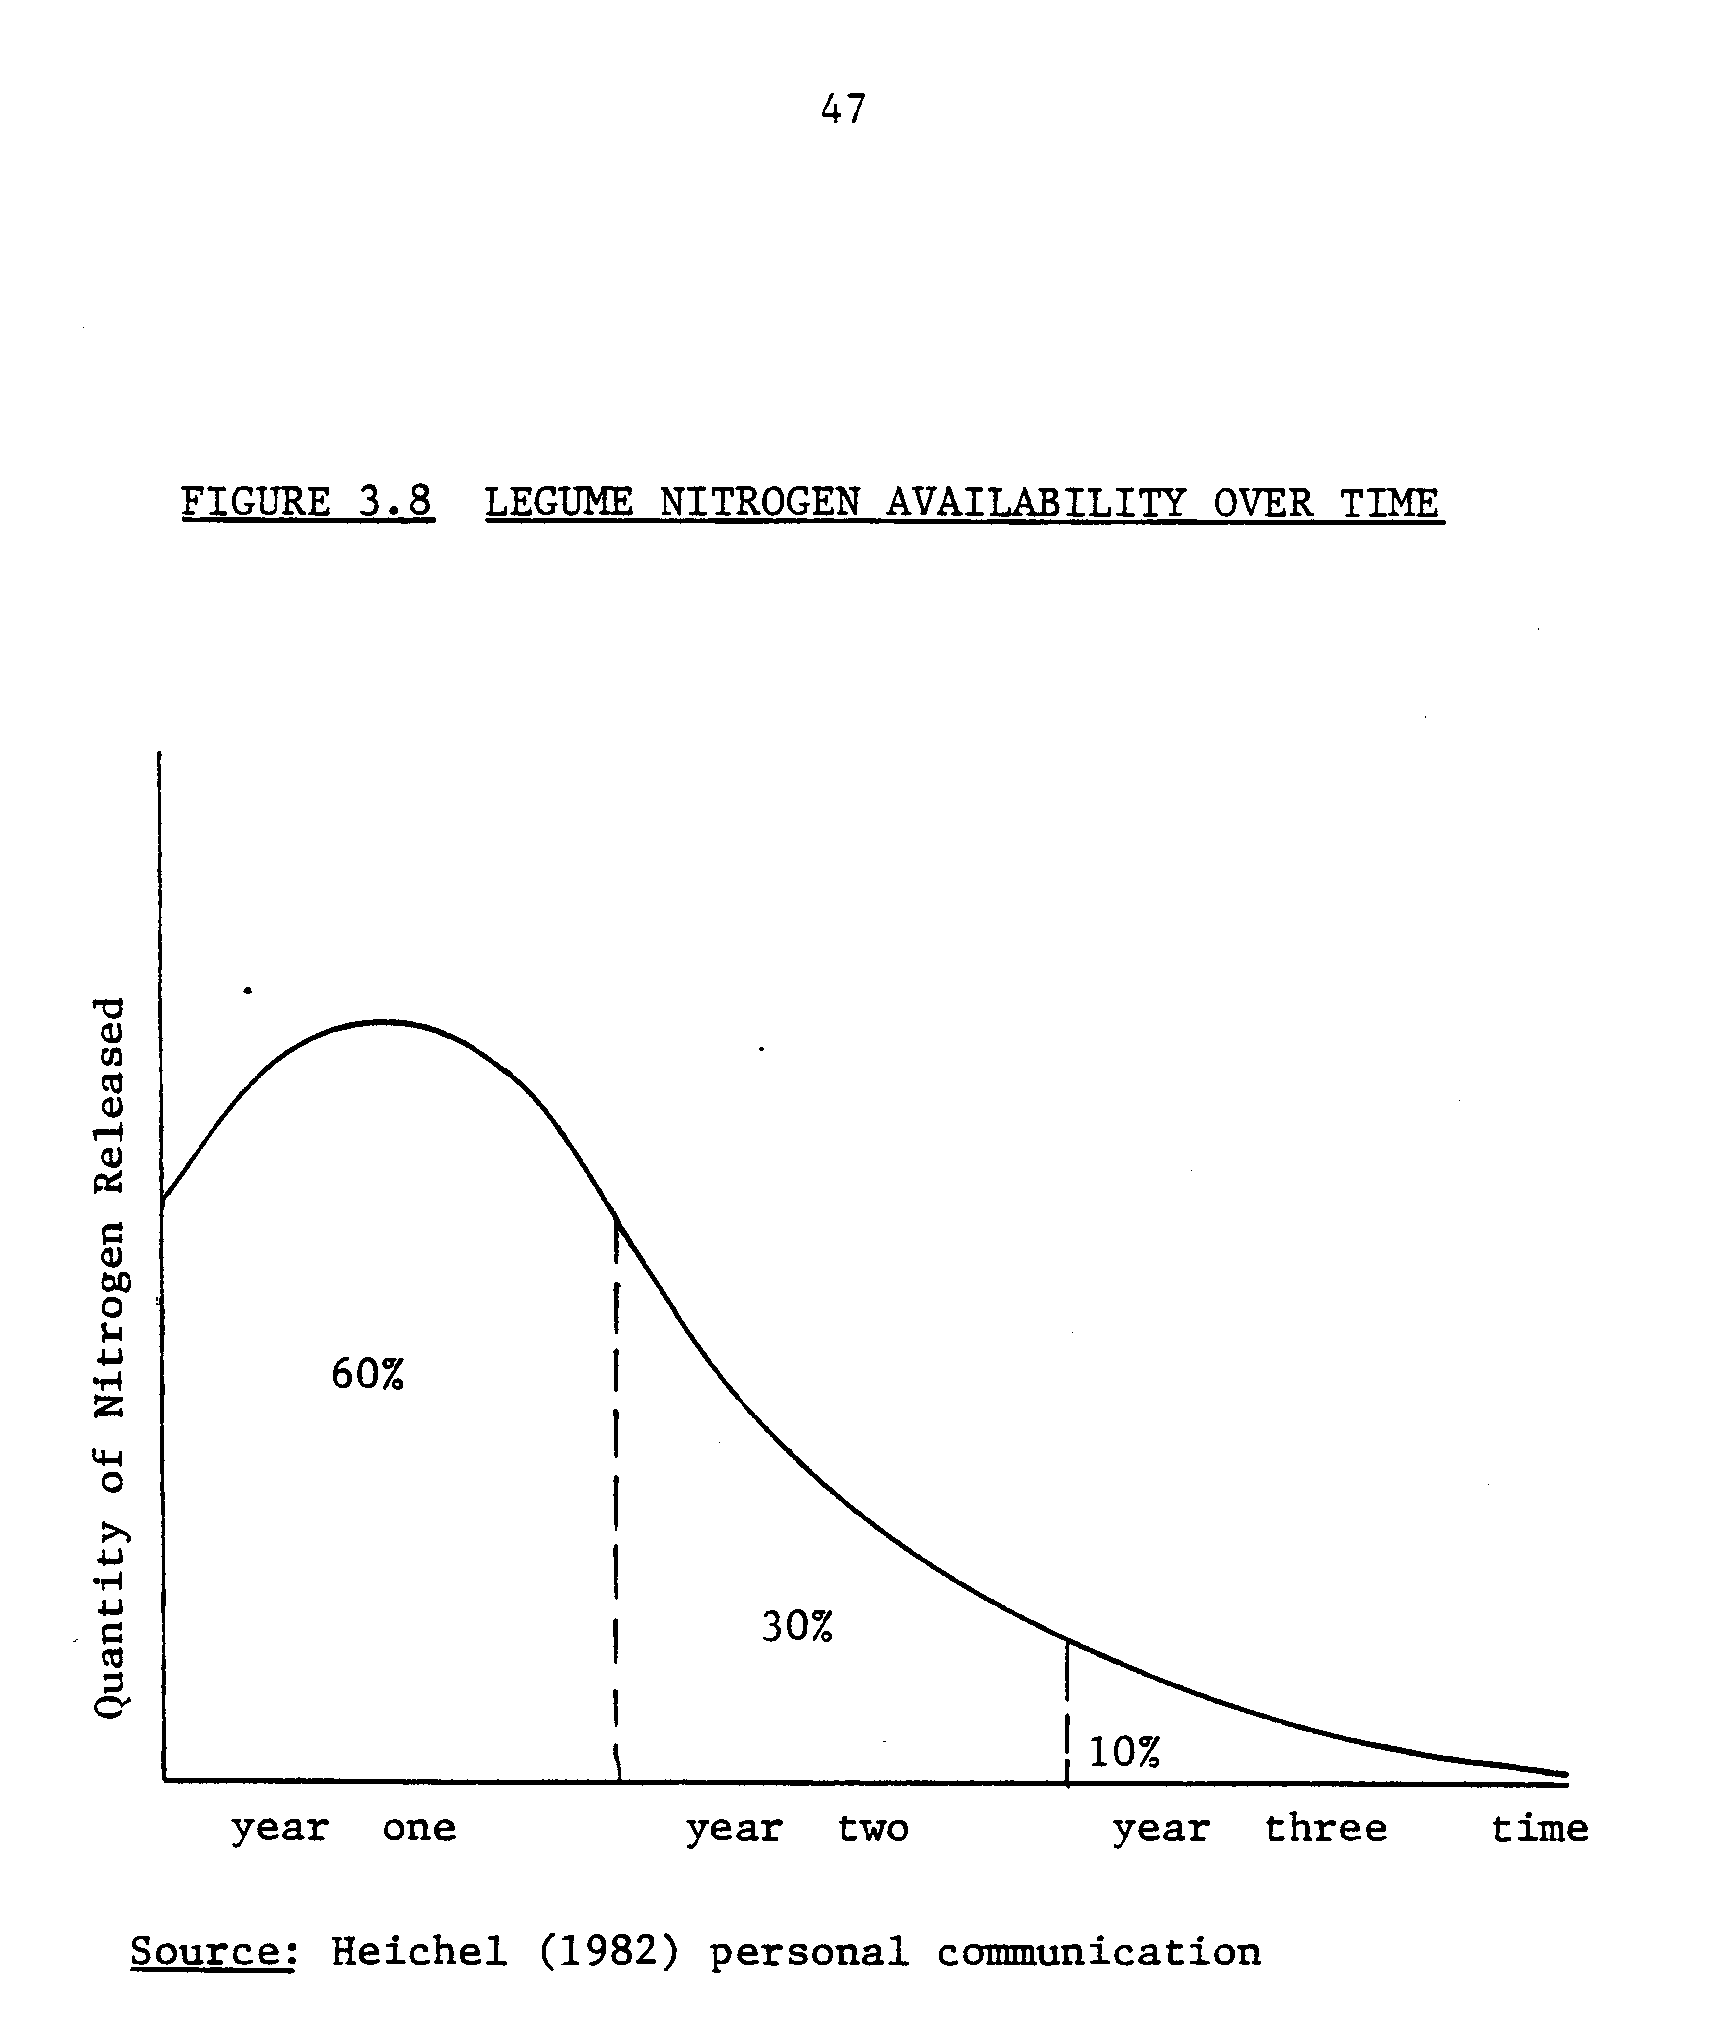 47
FIGURE 3.8 LEGUME NITROGEN AVAILABILITY OVER TIME
Quantity of Nitrogen Released
60%
30%
10%
year one year two year three time
Source: Heichel (1982) personal communication